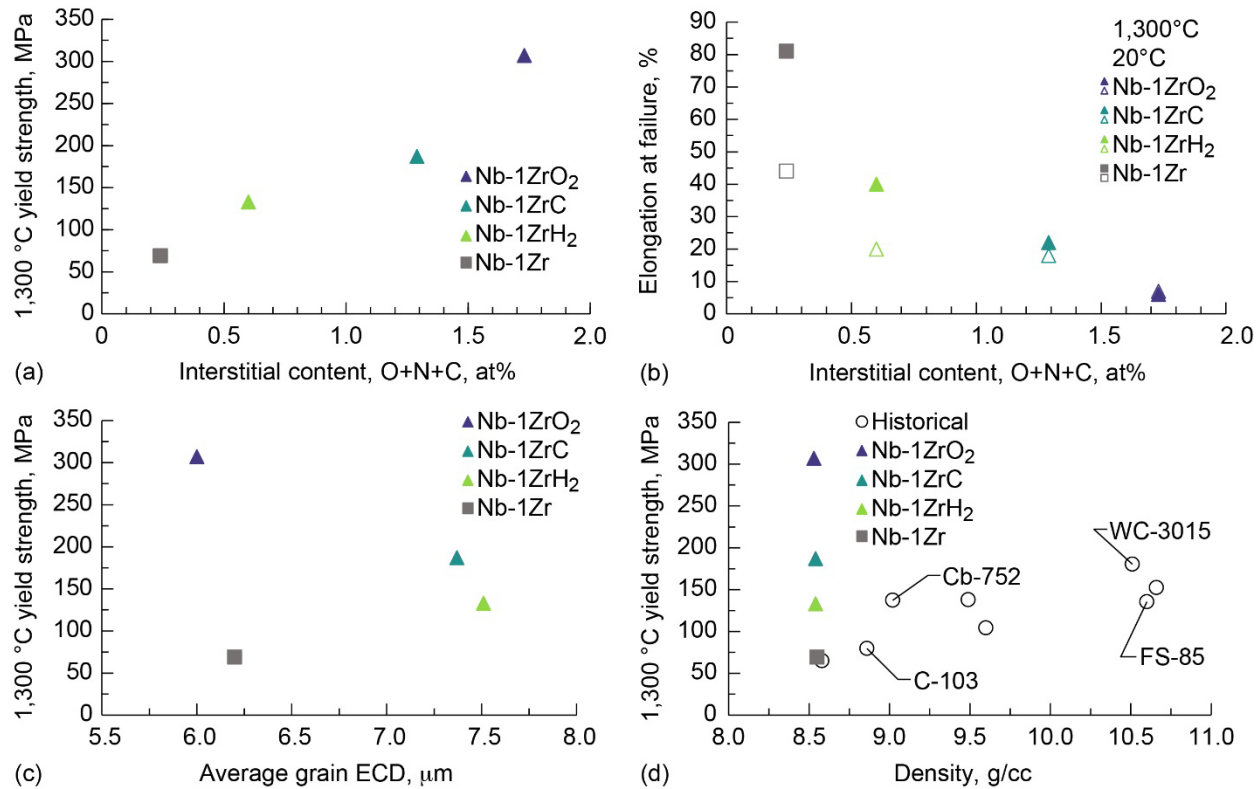 1,300 °C yield strength, MPa
350
300
250
200
150
100
50
0
0
0.5
1.0
1.5
2.0
Nb-1ZrO2
Nb-1ZrC
Nb-1ZrH2
Nb-1Zr
(a)
Interstitial content, O+N+C, at%
Elongation at failure, %
90
80
70
60
50
40
30
20
10
0
0
0.5
1.0
1.5
2.0
1,300°C
20°C
Nb-1ZrO2
Nb-1ZrC
Nb-1ZrH2
Nb-1Zr
(b)
Interstitial content, O+N+C, at%
1,300 °C yield strength, MPa
350
300
250
200
150
100
50
0
5.5
6.0
6.5
7.0
7.5
8.0
Nb-1ZrO2
Nb-1ZrC
Nb-1ZrH2
Nb-1Zr
(c)
Average grain ECD, μm
1,300 °C yield strength, MPa
350
300
250
200
150
100
50
0
8.0
8.5
9.0
9.5
10.0
10.5
11.0
Historical
Nb-1ZrO2
Nb-1ZrC
Nb-1ZrH2
Nb-1Zr
WC-3015
Cb-752
FS-85
C-103
(d)
Density, g/cc